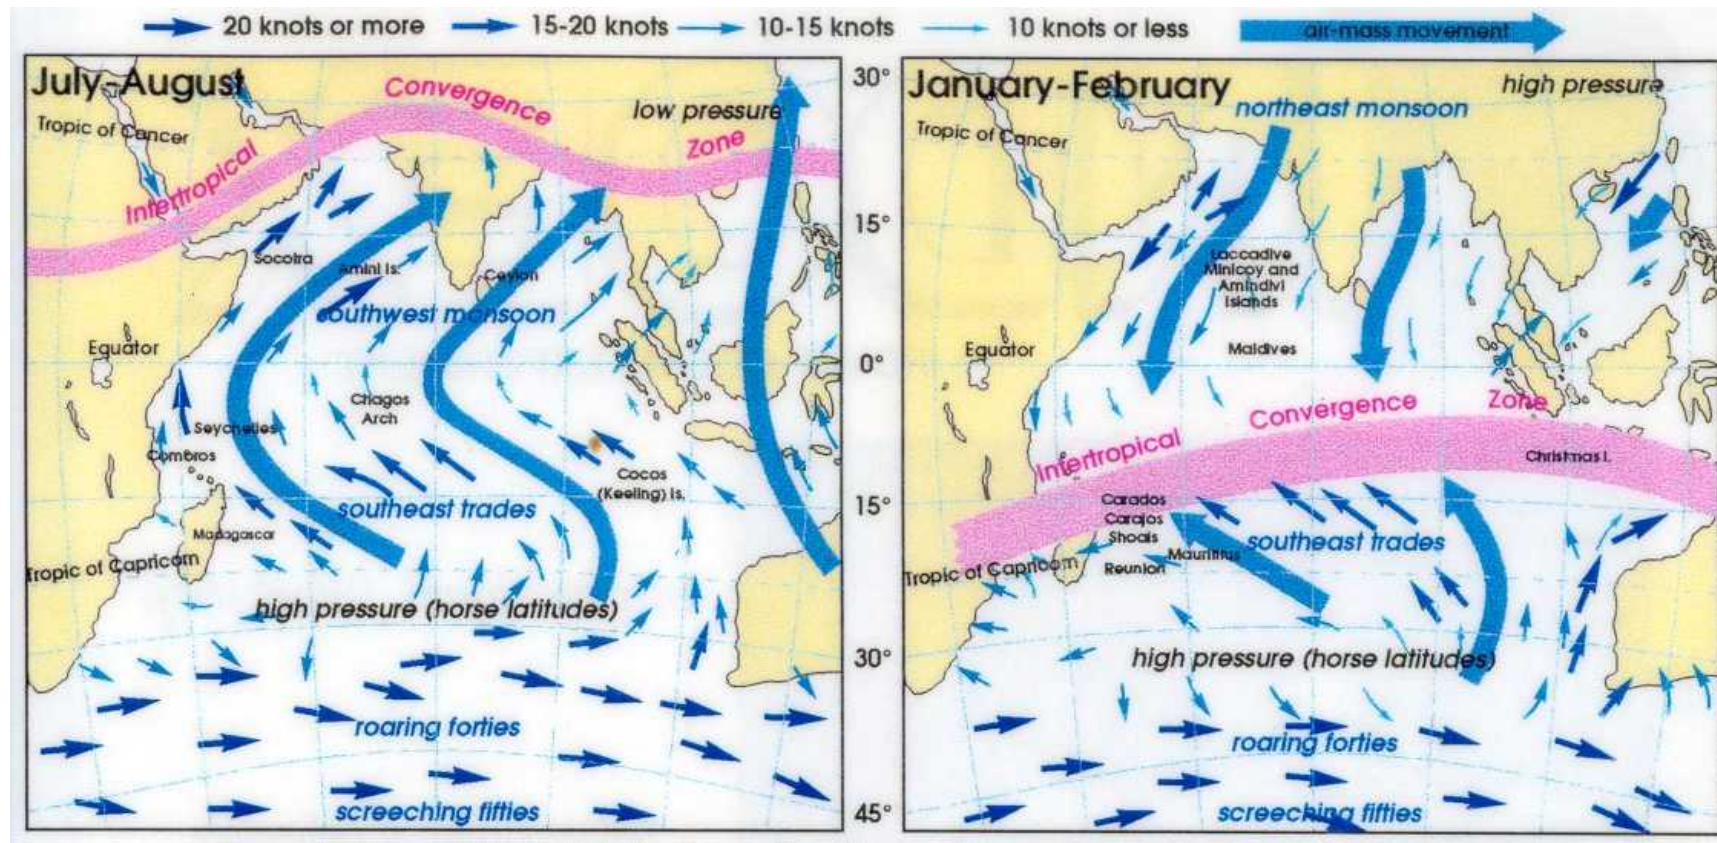 20 knots or more
15-20 knots
10-15 knots
10 knots or less
air-mass movement
July-August
Convergence
low pressure
Tropic of Cancer
Zone
Intertropical
Socotra
Amini Is.
Ceylon
southwest monsoon
Equator
Chagos
Arch
Seychelles
Comoros
Cocos
(Keeling) Is.
southeast trades
Madagascar
Tropic of Capricorn
high pressure (horse latitudes)
roaring forties
screeching fifties
30°
15°
0°
15°
30°
45°
January-February
high pressure
northeast monsoon
Tropic of Cancer
Laccadive
Minicoy and
Amindivi
Islands
Equator
Maldives
Convergence
Zone
Intertropical
Christmas I.
Carados
Carajos
Shoals
southeast trades
Mauritius
Reunion
Tropic of Capricorn
high pressure (horse latitudes)
roaring forties
screeching fifties